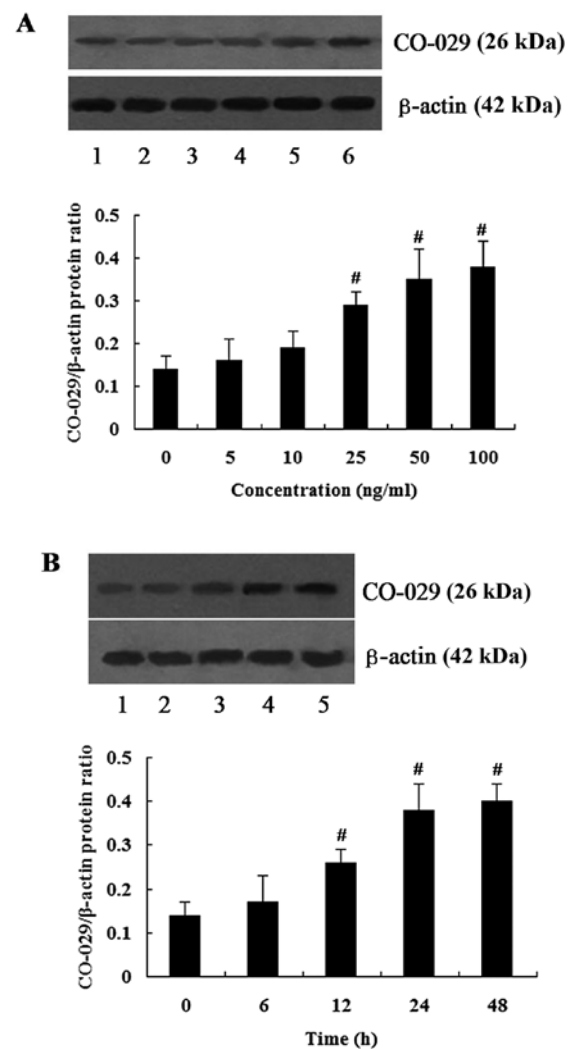 A
CO-029 (26 kDa)
β-actin (42 kDa)
1 2 3 4 5 6
CO-029/β-actin protein ratio
0.5
0.4
0.3
0.2
0.1
0
# # #
0 5 10 25 50 100
Concentration (ng/ml)
B
CO-029 (26 kDa)
β-actin (42 kDa)
1 2 3 4 5
CO-029/β-actin protein ratio
0.5
0.4
0.3
0.2
0.1
0
# # #
0 6 12 24 48
Time (h)